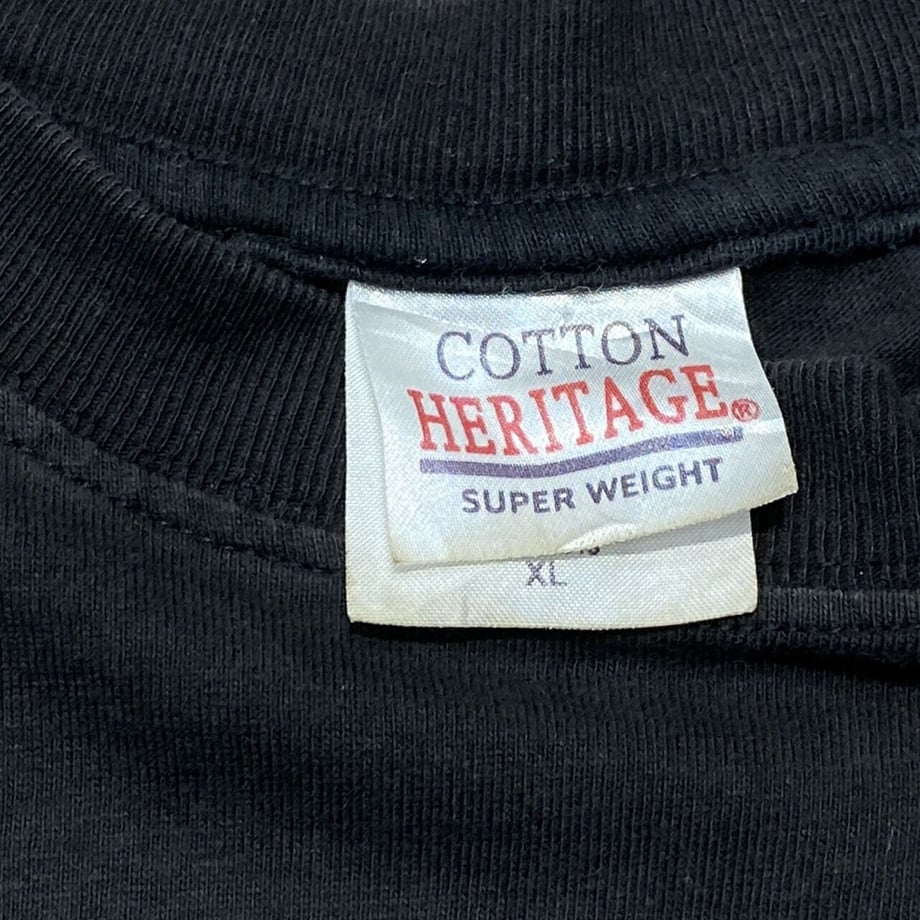 COTTON
HERITAGE®
SUPER WEIGHT
XL